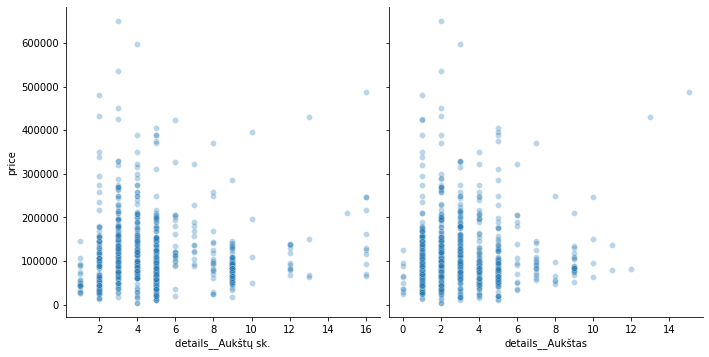 600000
500000
400000
300000
200000
100000
0
price
2 4 6 8 10 12 14 16
details__Aukštų sk.
0 2 4 6 8 10 12 14
details__Aukštas